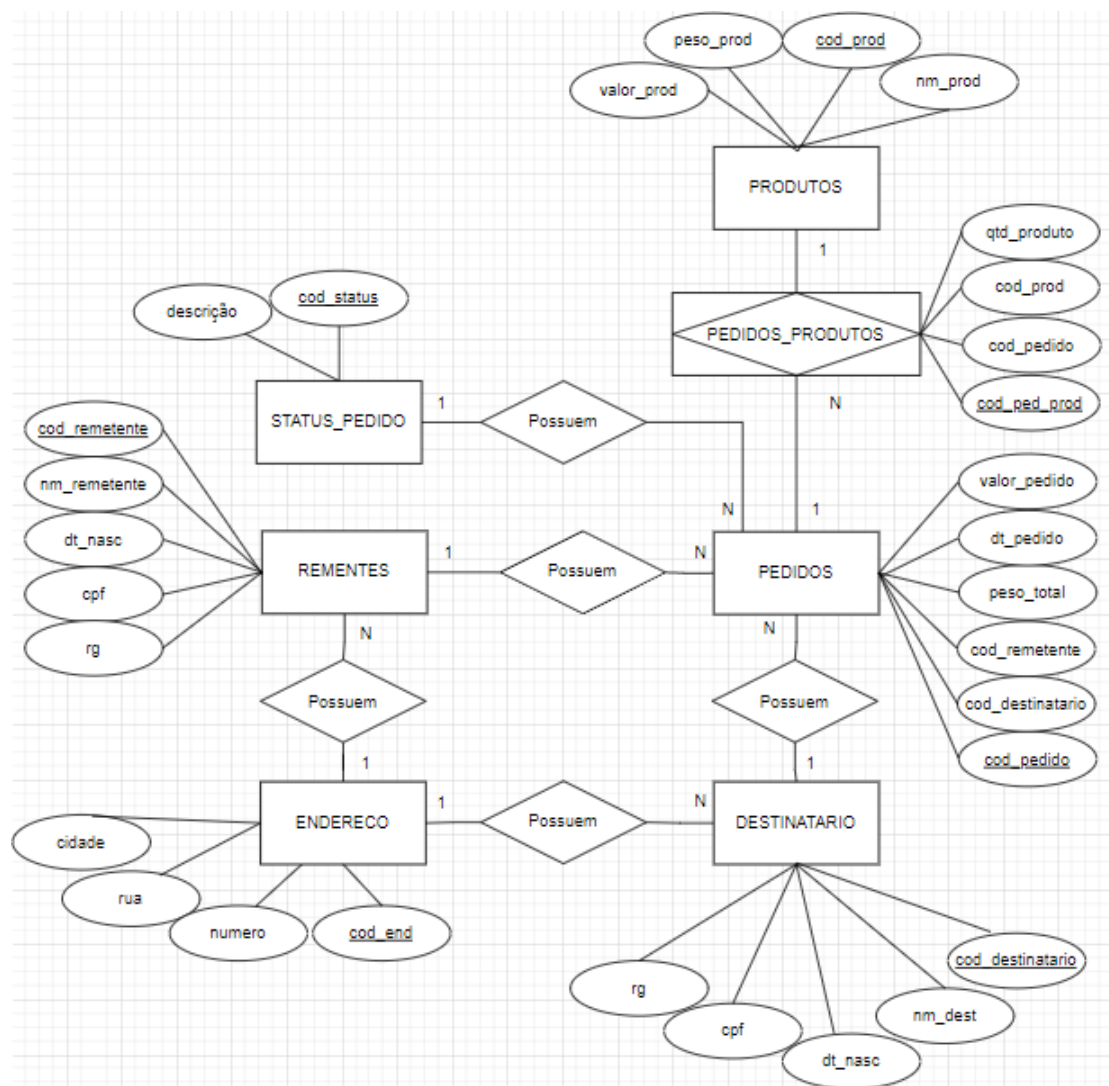 peso_prod
cod_prod
valor_prod
nm_prod
PRODUTOS
1
qtd_produto
cod_prod
cod_pedido
cod_ped_prod
PEDIDOS_PRODUTOS
N
descrição
cod_status
STATUS_PEDIDO
1
Possuem
N
cod_remetente
nm_remetente
dt_nasc
cpf
rg
REMENTES
1
Possuem
N
1
PEDIDOS
valor_pedido
dt_pedido
peso_total
cod_remetente
cod_destinatario
cod_pedido
N
Possuem
1
N
Possuem
1
ENDERECO
1
Possuem
N
DESTINATARIO
cidade
rua
numero
cod_end
rg
cpf
dt_nasc
nm_dest
cod_destinatario